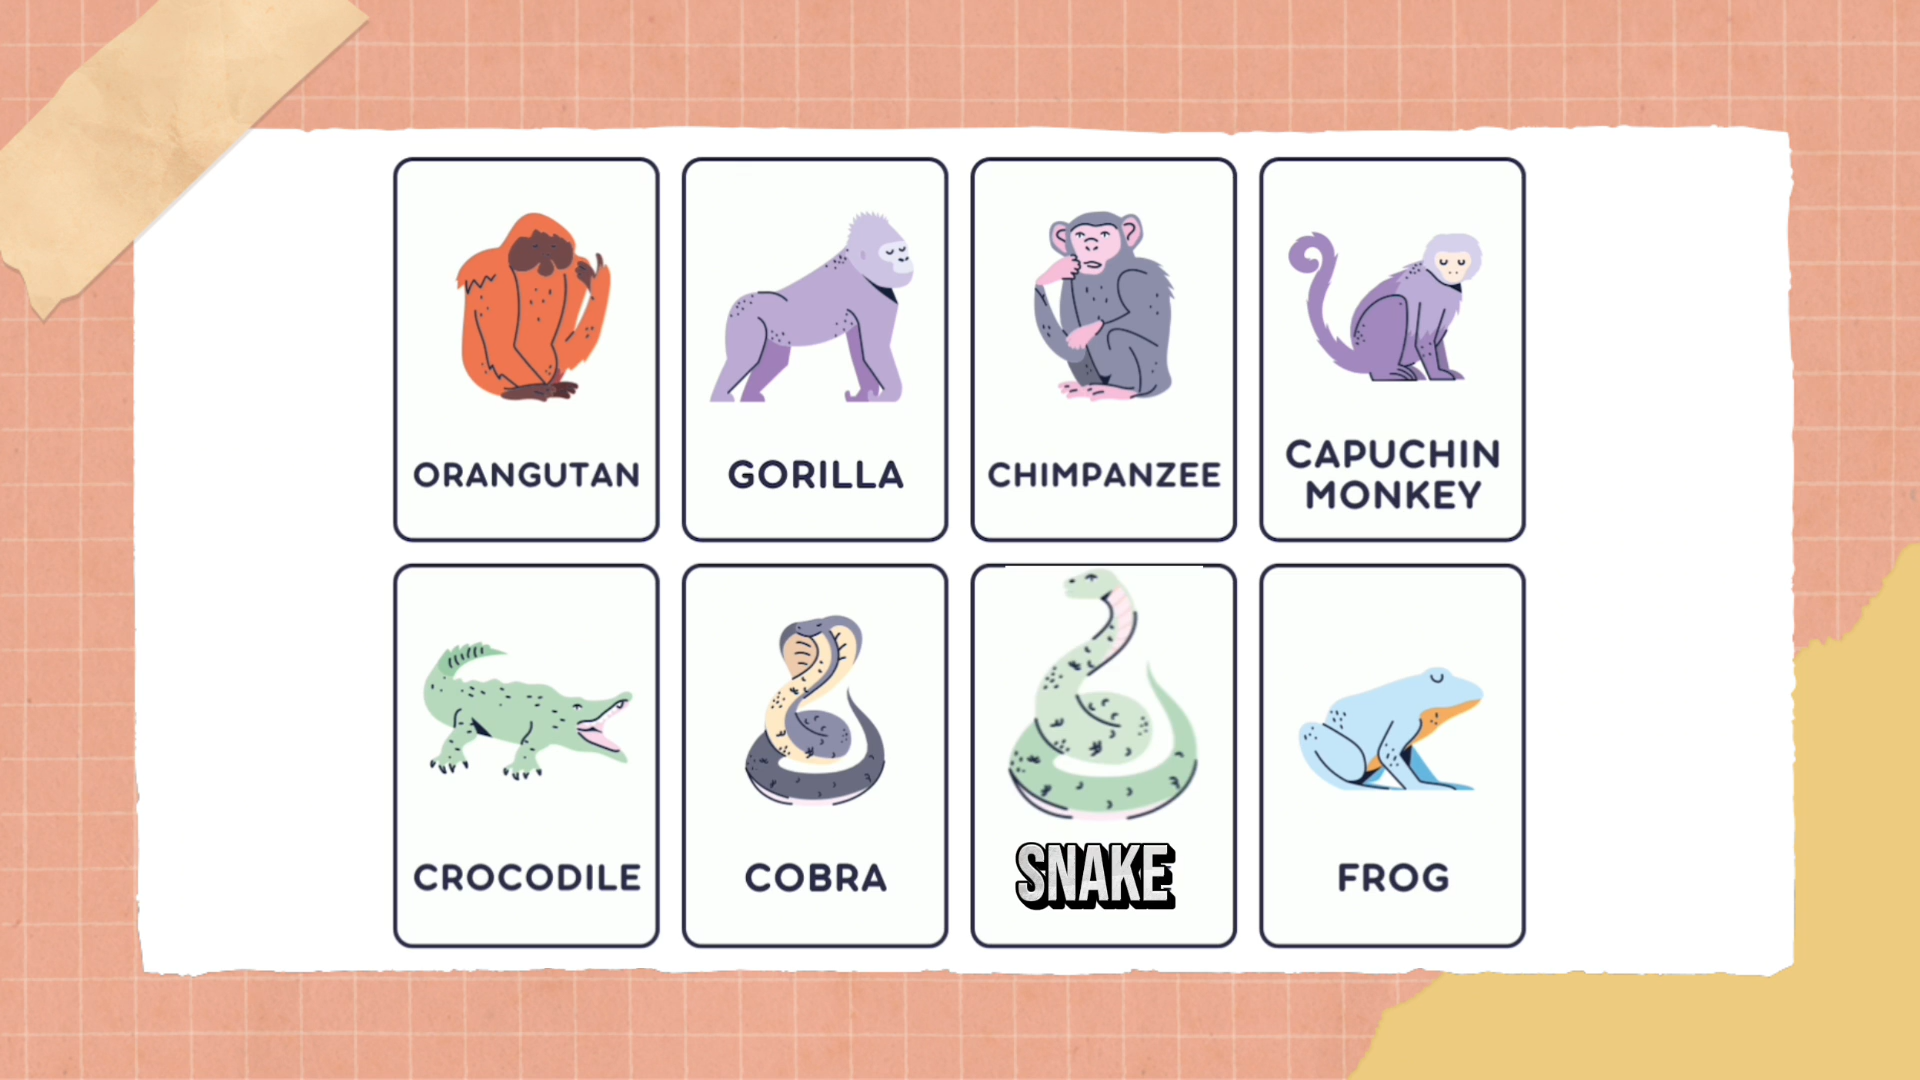 ORANGUTAN
GORILLA
CHIMPANZEE
CAPUCHIN
MONKEY
CROCODILE
COBRA
SNAKE
FROG